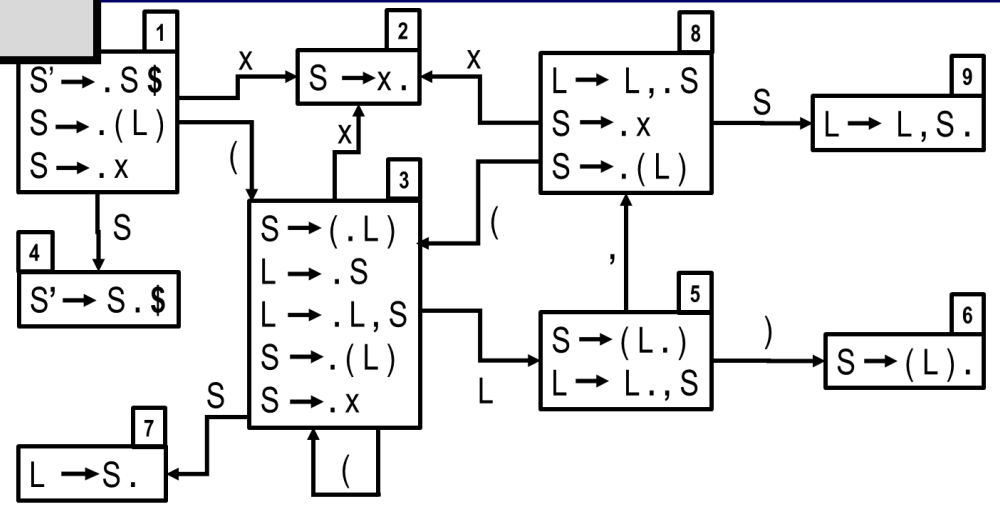 1
S' → . S $
S → . ( L )
S → . x
x
(
S
2
S → x .
x
x
8
L → L , . S
S → . x
S → . ( L )
S
9
L → L , S .
3
S → ( . L )
L → . S
L → . L , S
S → . ( L )
S → . x
(
,
4
S' → S . $
5
S → ( L . )
L → L . , S
L
)
6
S → ( L ) .
S
7
L → S .
(